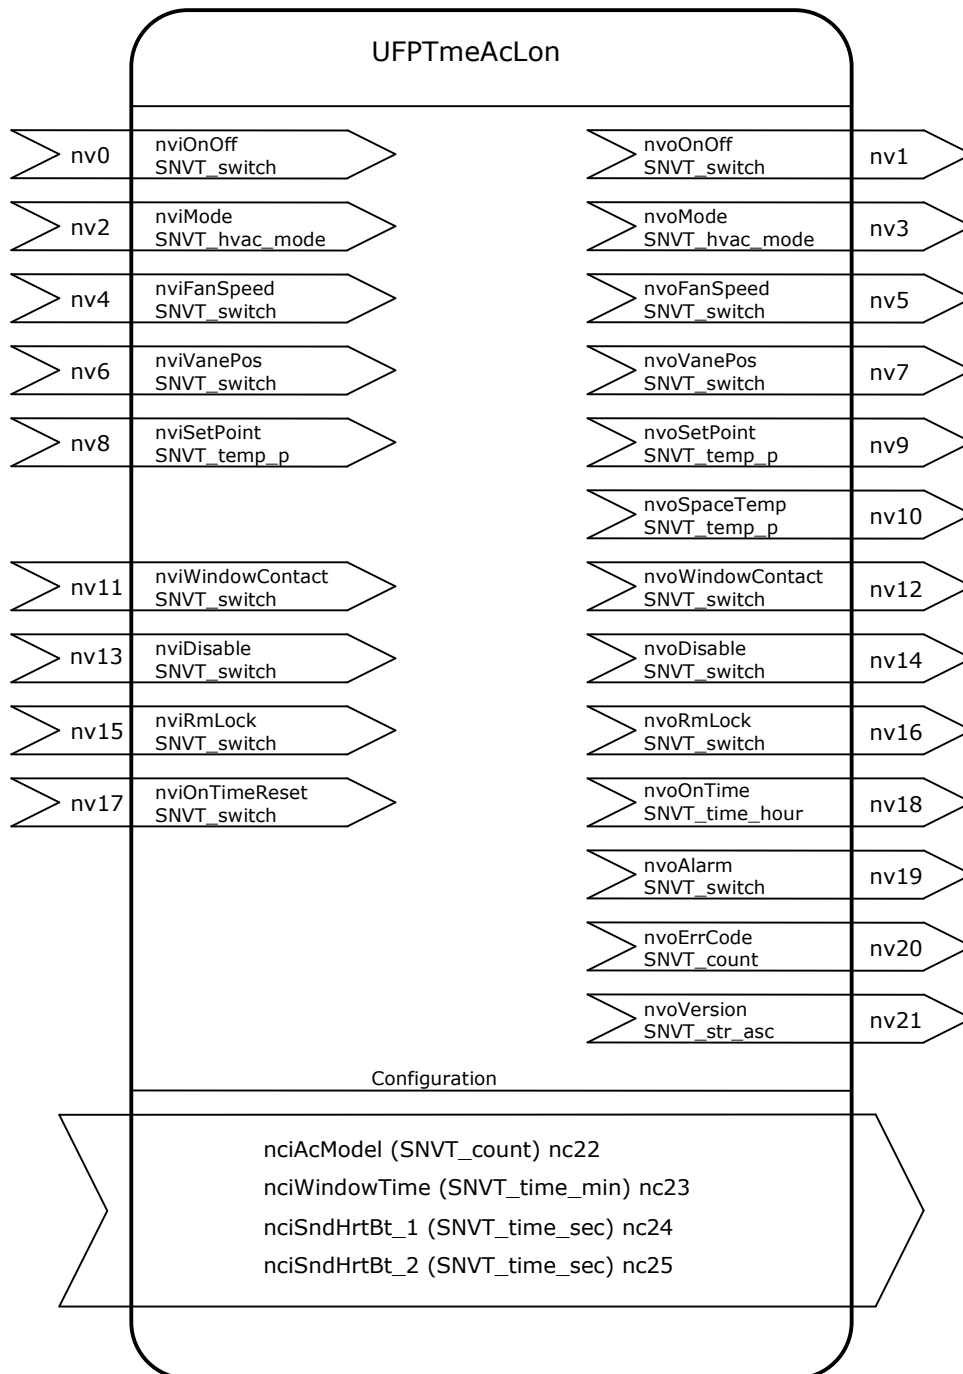 UFPTmeAcLon
nv0
nviOnOff
SNVT_switch
nvoOnOff
SNVT_switch
nv1
nv2
nviMode
SNVT_hvac_mode
nvoMode
SNVT_hvac_mode
nv3
nv4
nviFanSpeed
SNVT_switch
nvoFanSpeed
SNVT_switch
nv5
nv6
nviVanePos
SNVT_switch
nvoVanePos
SNVT_switch
nv7
nv8
nviSetPoint
SNVT_temp_p
nvoSetPoint
SNVT_temp_p
nv9
nvoSpaceTemp
SNVT_temp_p
nv10
nv11
nviWindowContact
SNVT_switch
nvoWindowContact
SNVT_switch
nv12
nv13
nviDisable
SNVT_switch
nvoDisable
SNVT_switch
nv14
nv15
nviRmLock
SNVT_switch
nvoRmLock
SNVT_switch
nv16
nv17
nviOnTimeReset
SNVT_switch
nvoOnTime
SNVT_time_hour
nv18
nvoAlarm
SNVT_switch
nv19
nvoErrCode
SNVT_count
nv20
nvoVersion
SNVT_str_asc
nv21
Configuration
nciAcModel (SNVT_count) nc22
nciWindowTime (SNVT_time_min) nc23
nciSndHrtBt_1 (SNVT_time_sec) nc24
nciSndHrtBt_2 (SNVT_time_sec) nc25